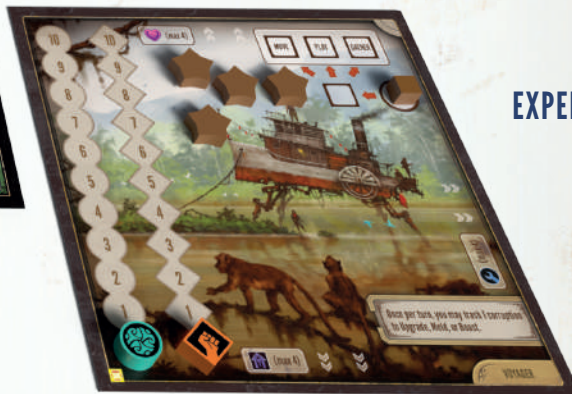 EXPE
(max 4)
MOVE PLAY GATHER
10 10
9 9
8 8
7 7
6 6
5 5
4 4
3 3
2 2
1 1
(max 4)
Once per turn, you may trash 1 corruption
to Upgrade, Meld, or Boast.
VOYAGER